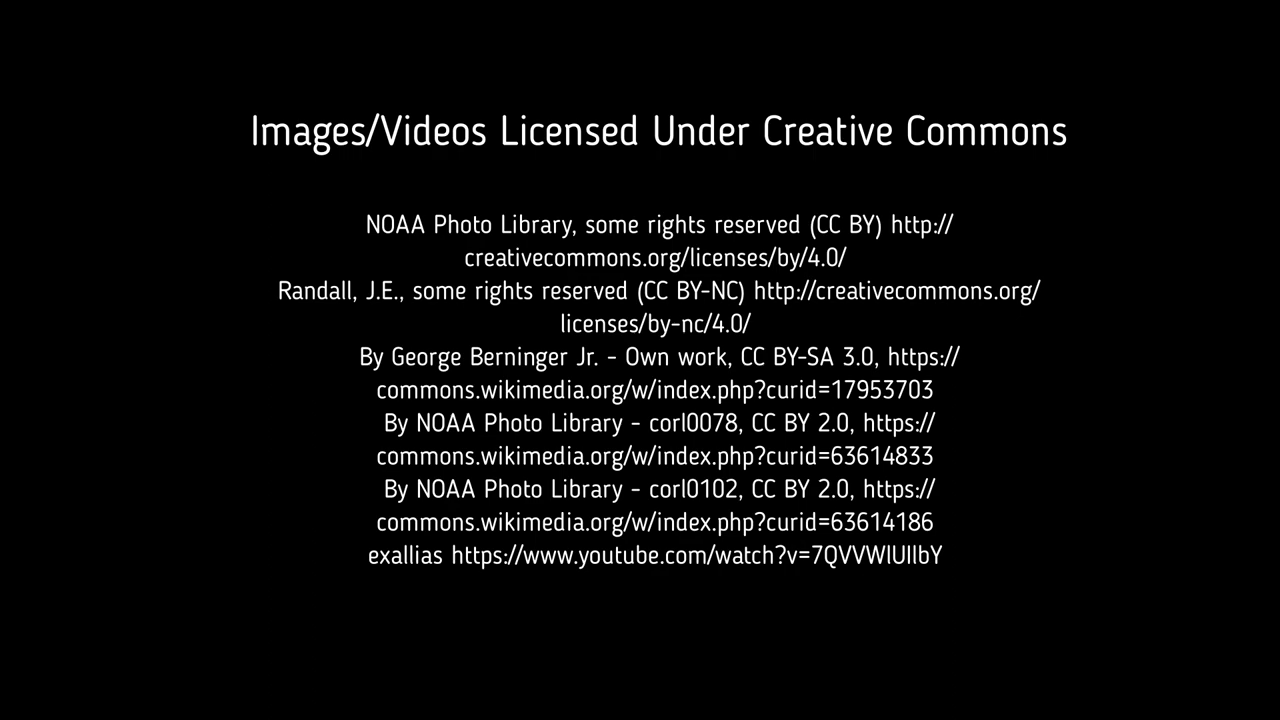 Images/Videos Licensed Under Creative Commons
NOAA Photo Library, some rights reserved (CC BY) http://
creativecommons.org/licenses/by/4.0/
Randall, J.E., some rights reserved (CC BY-NC) http://creativecommons.org/
licenses/by-nc/4.0/
By George Berninger Jr. - Own work, CC BY-SA 3.0, https://
commons.wikimedia.org/w/index.php?curid=17953703
By NOAA Photo Library - corl0078, CC BY 2.0, https://
commons.wikimedia.org/w/index.php?curid=63614833
By NOAA Photo Library - corl0102, CC BY 2.0, https://
commons.wikimedia.org/w/index.php?curid=63614186
exallias https://www.youtube.com/watch?v=7QVVWlUIlbY